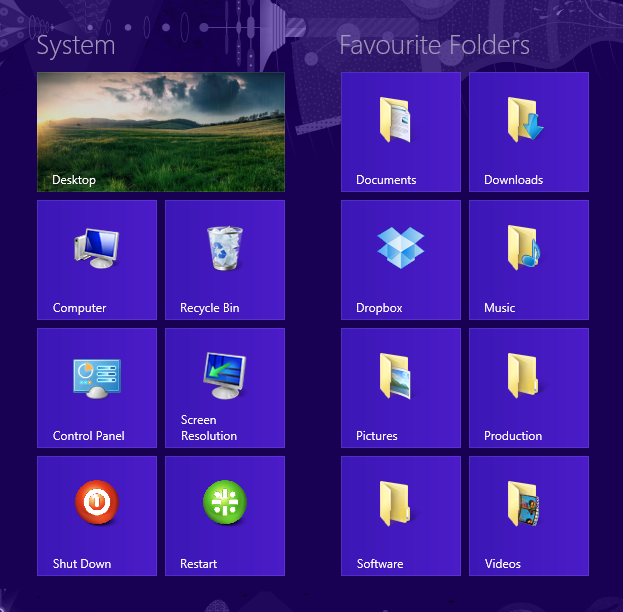 System
Desktop
Computer
Recycle Bin
Control Panel
Screen
Resolution
Shut Down
Restart
Favourite Folders
Documents
Downloads
Dropbox
Music
Pictures
Production
Software
Videos